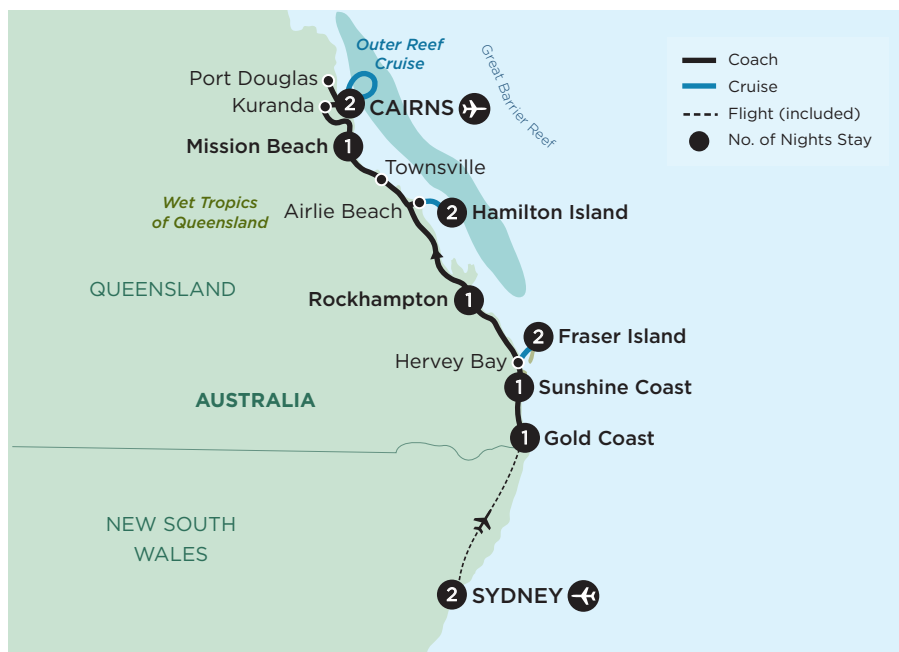 Outer Reef
Cruise
Great Barrier Reef
Coach
Cruise
Flight (included)
No. of Nights Stay
Port Douglas
Kuranda
2 CAIRNS
Mission Beach 1
Townsville
Wet Tropics
of Queensland
Airlie Beach
2 Hamilton Island
QUEENSLAND
Rockhampton 1
2 Fraser Island
Hervey Bay
1 Sunshine Coast
AUSTRALIA
1 Gold Coast
NEW SOUTH
WALES
2 SYDNEY